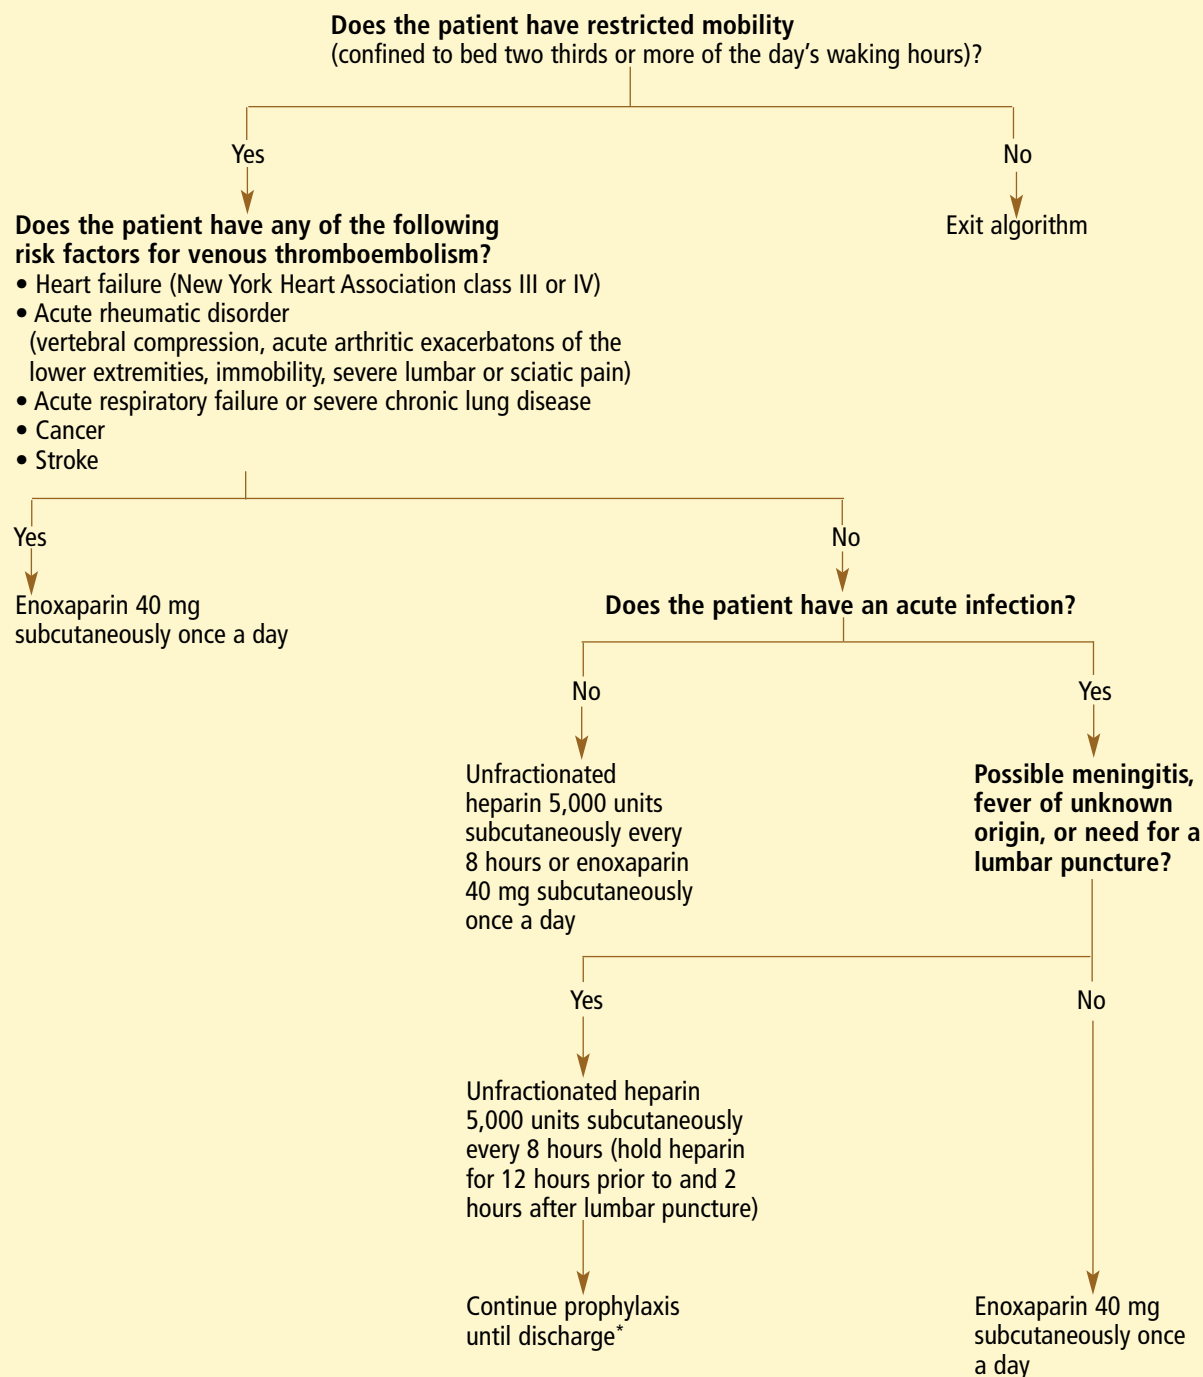 Does the patient have restricted mobility
(confined to bed two thirds or more of the day's waking hours)?
Yes
No
Does the patient have any of the following
risk factors for venous thromboembolism?
• Heart failure (New York Heart Association class III or IV)
• Acute rheumatic disorder
(vertebral compression, acute arthritic exacerbatons of the
lower extremities, immobility, severe lumbar or sciatic pain)
• Acute respiratory failure or severe chronic lung disease
• Cancer
• Stroke
Exit algorithm
Yes
No
Enoxaparin 40 mg
subcutaneously once a day
Does the patient have an acute infection?
No
Yes
Unfractionated
heparin 5,000 units
subcutaneously every
8 hours or enoxaparin
40 mg subcutaneously
once a day
Possible meningitis,
fever of unknown
origin, or need for a
lumbar puncture?
Yes
No
Unfractionated heparin
5,000 units subcutaneously
every 8 hours (hold heparin
for 12 hours prior to and 2
hours after lumbar puncture)
Continue prophylaxis
until discharge*
Enoxaparin 40 mg
subcutaneously once
a day